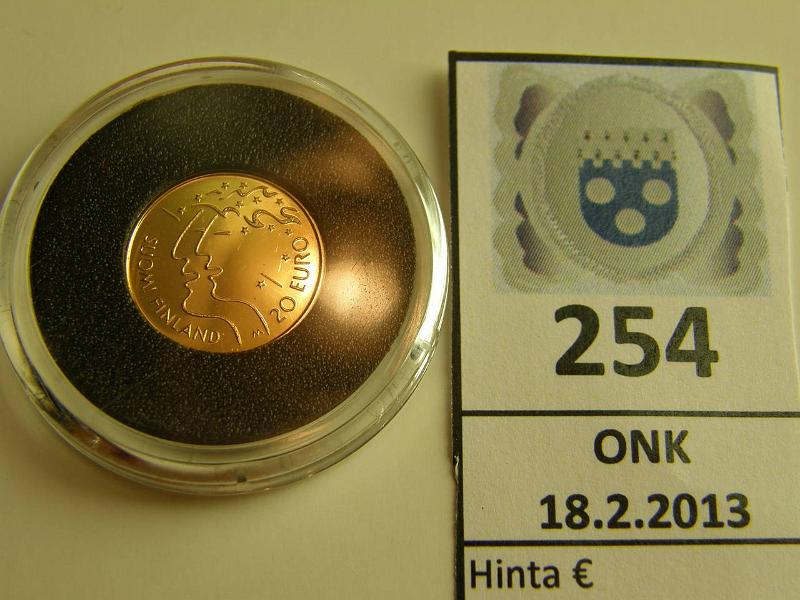 SUOMI FINLAND
20 EURO
M
254
ONK
18.2.2013
Hinta €